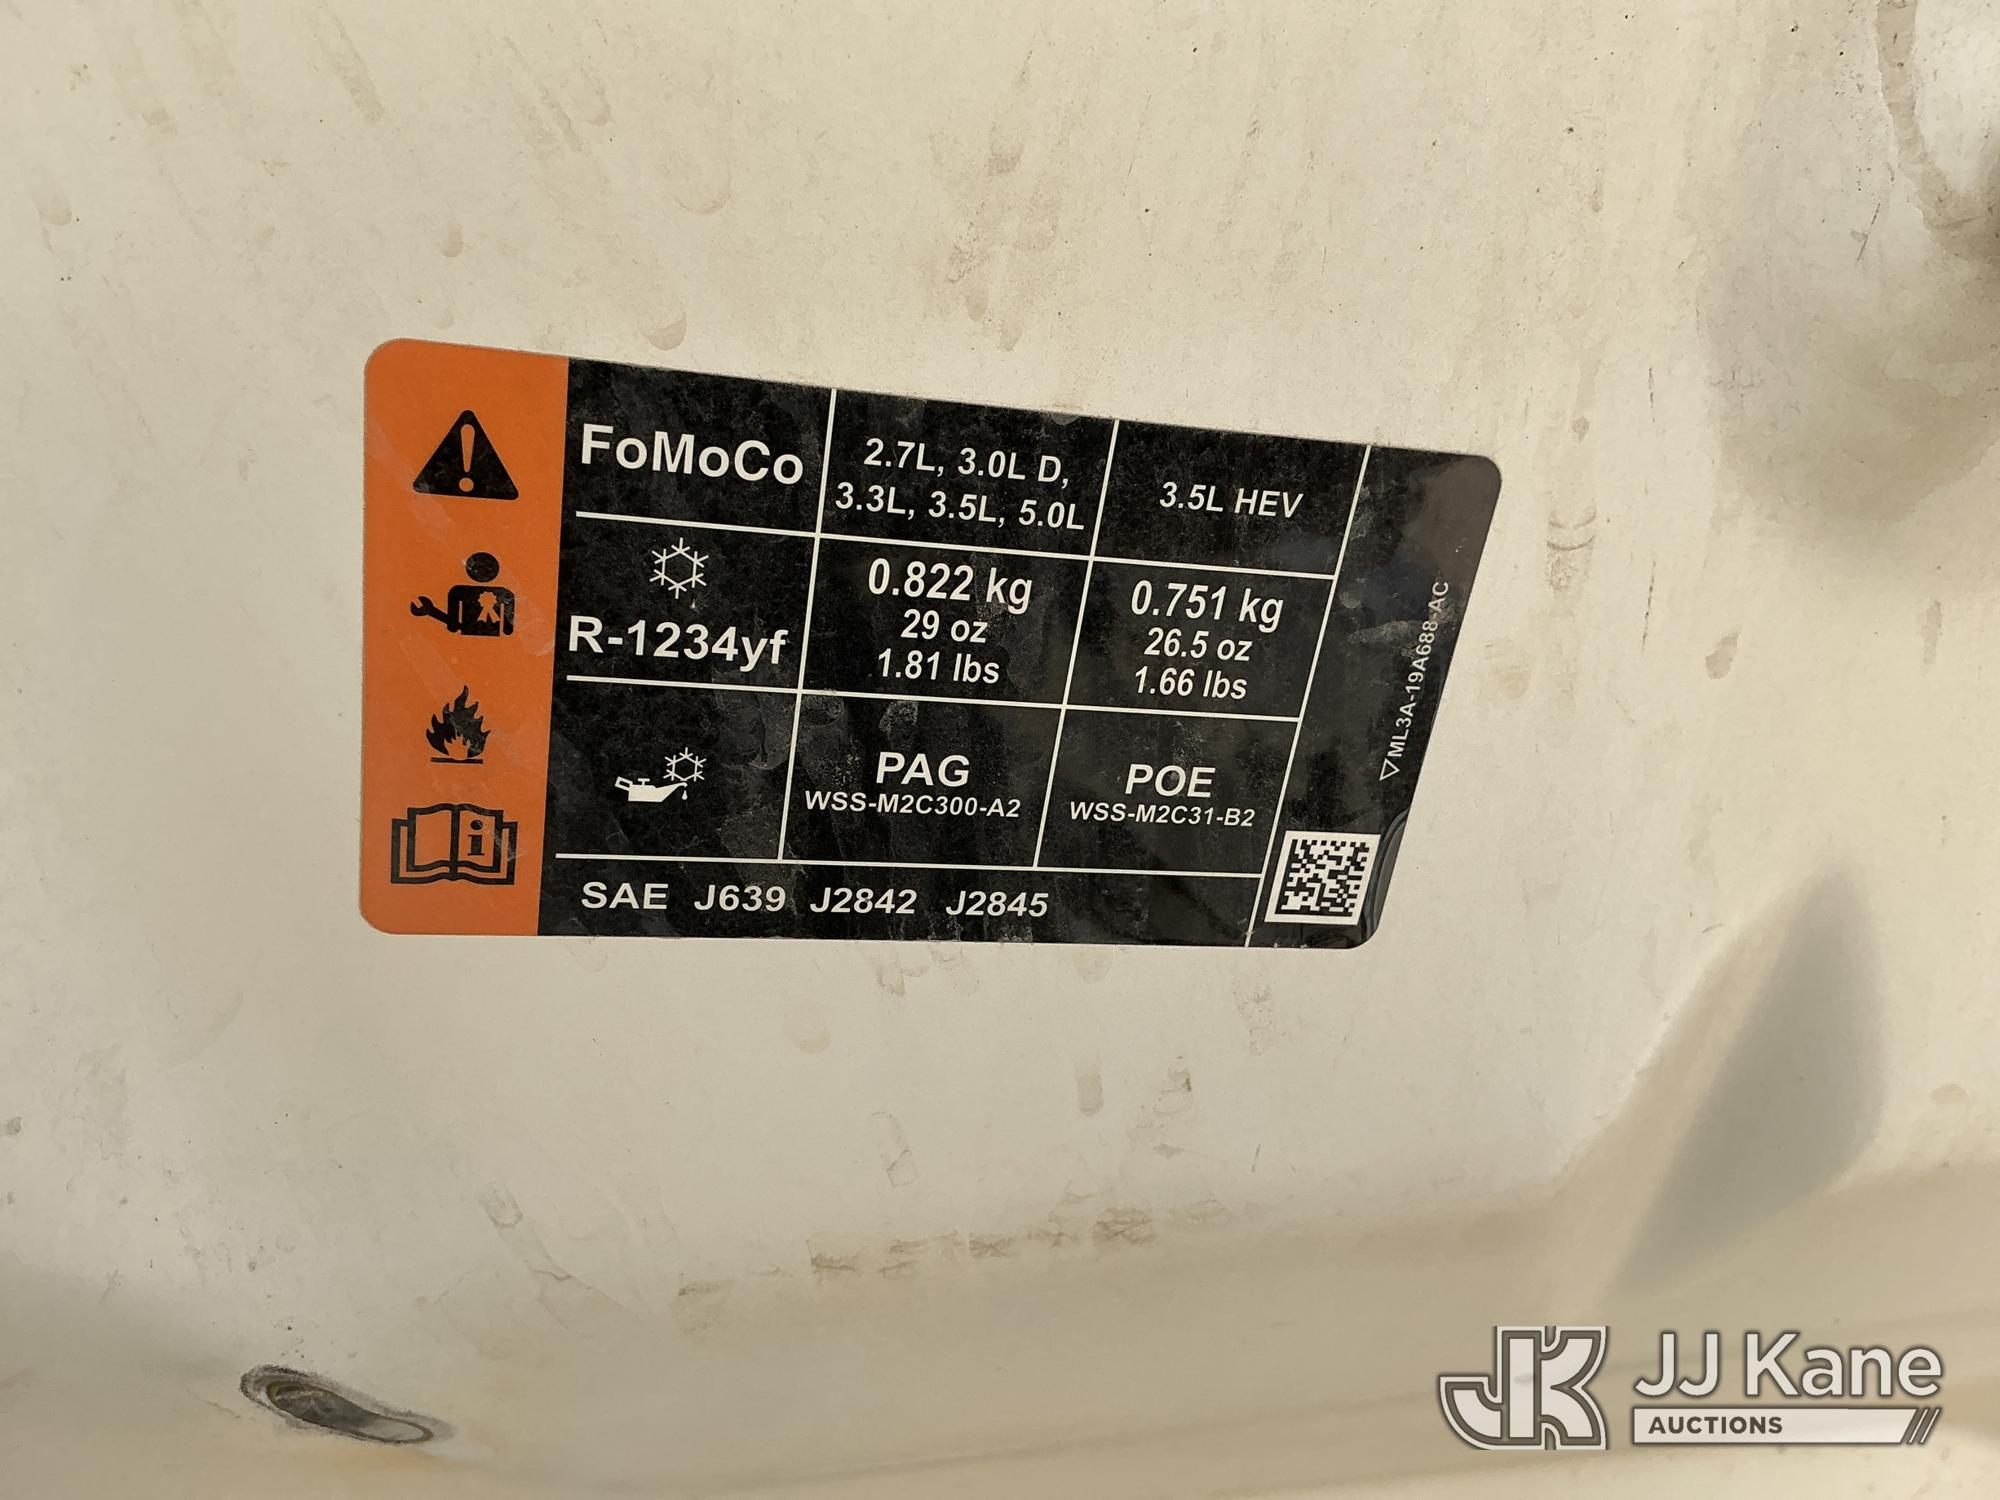 FoMoCo
2.7L, 3.0L D,
3.3L, 3.5L, 5.0L
3.5L HEV
R-1234yf
0.822 kg
29 oz
1.81 lbs
0.751 kg
26.5 oz
1.66 lbs
PAG
WSS-M2C300-A2
POE
WSS-M2C31-B2
SAE J639 J2842 J2845
ML3A-19A688-AC
i
JK
JJ Kane
AUCTIONS